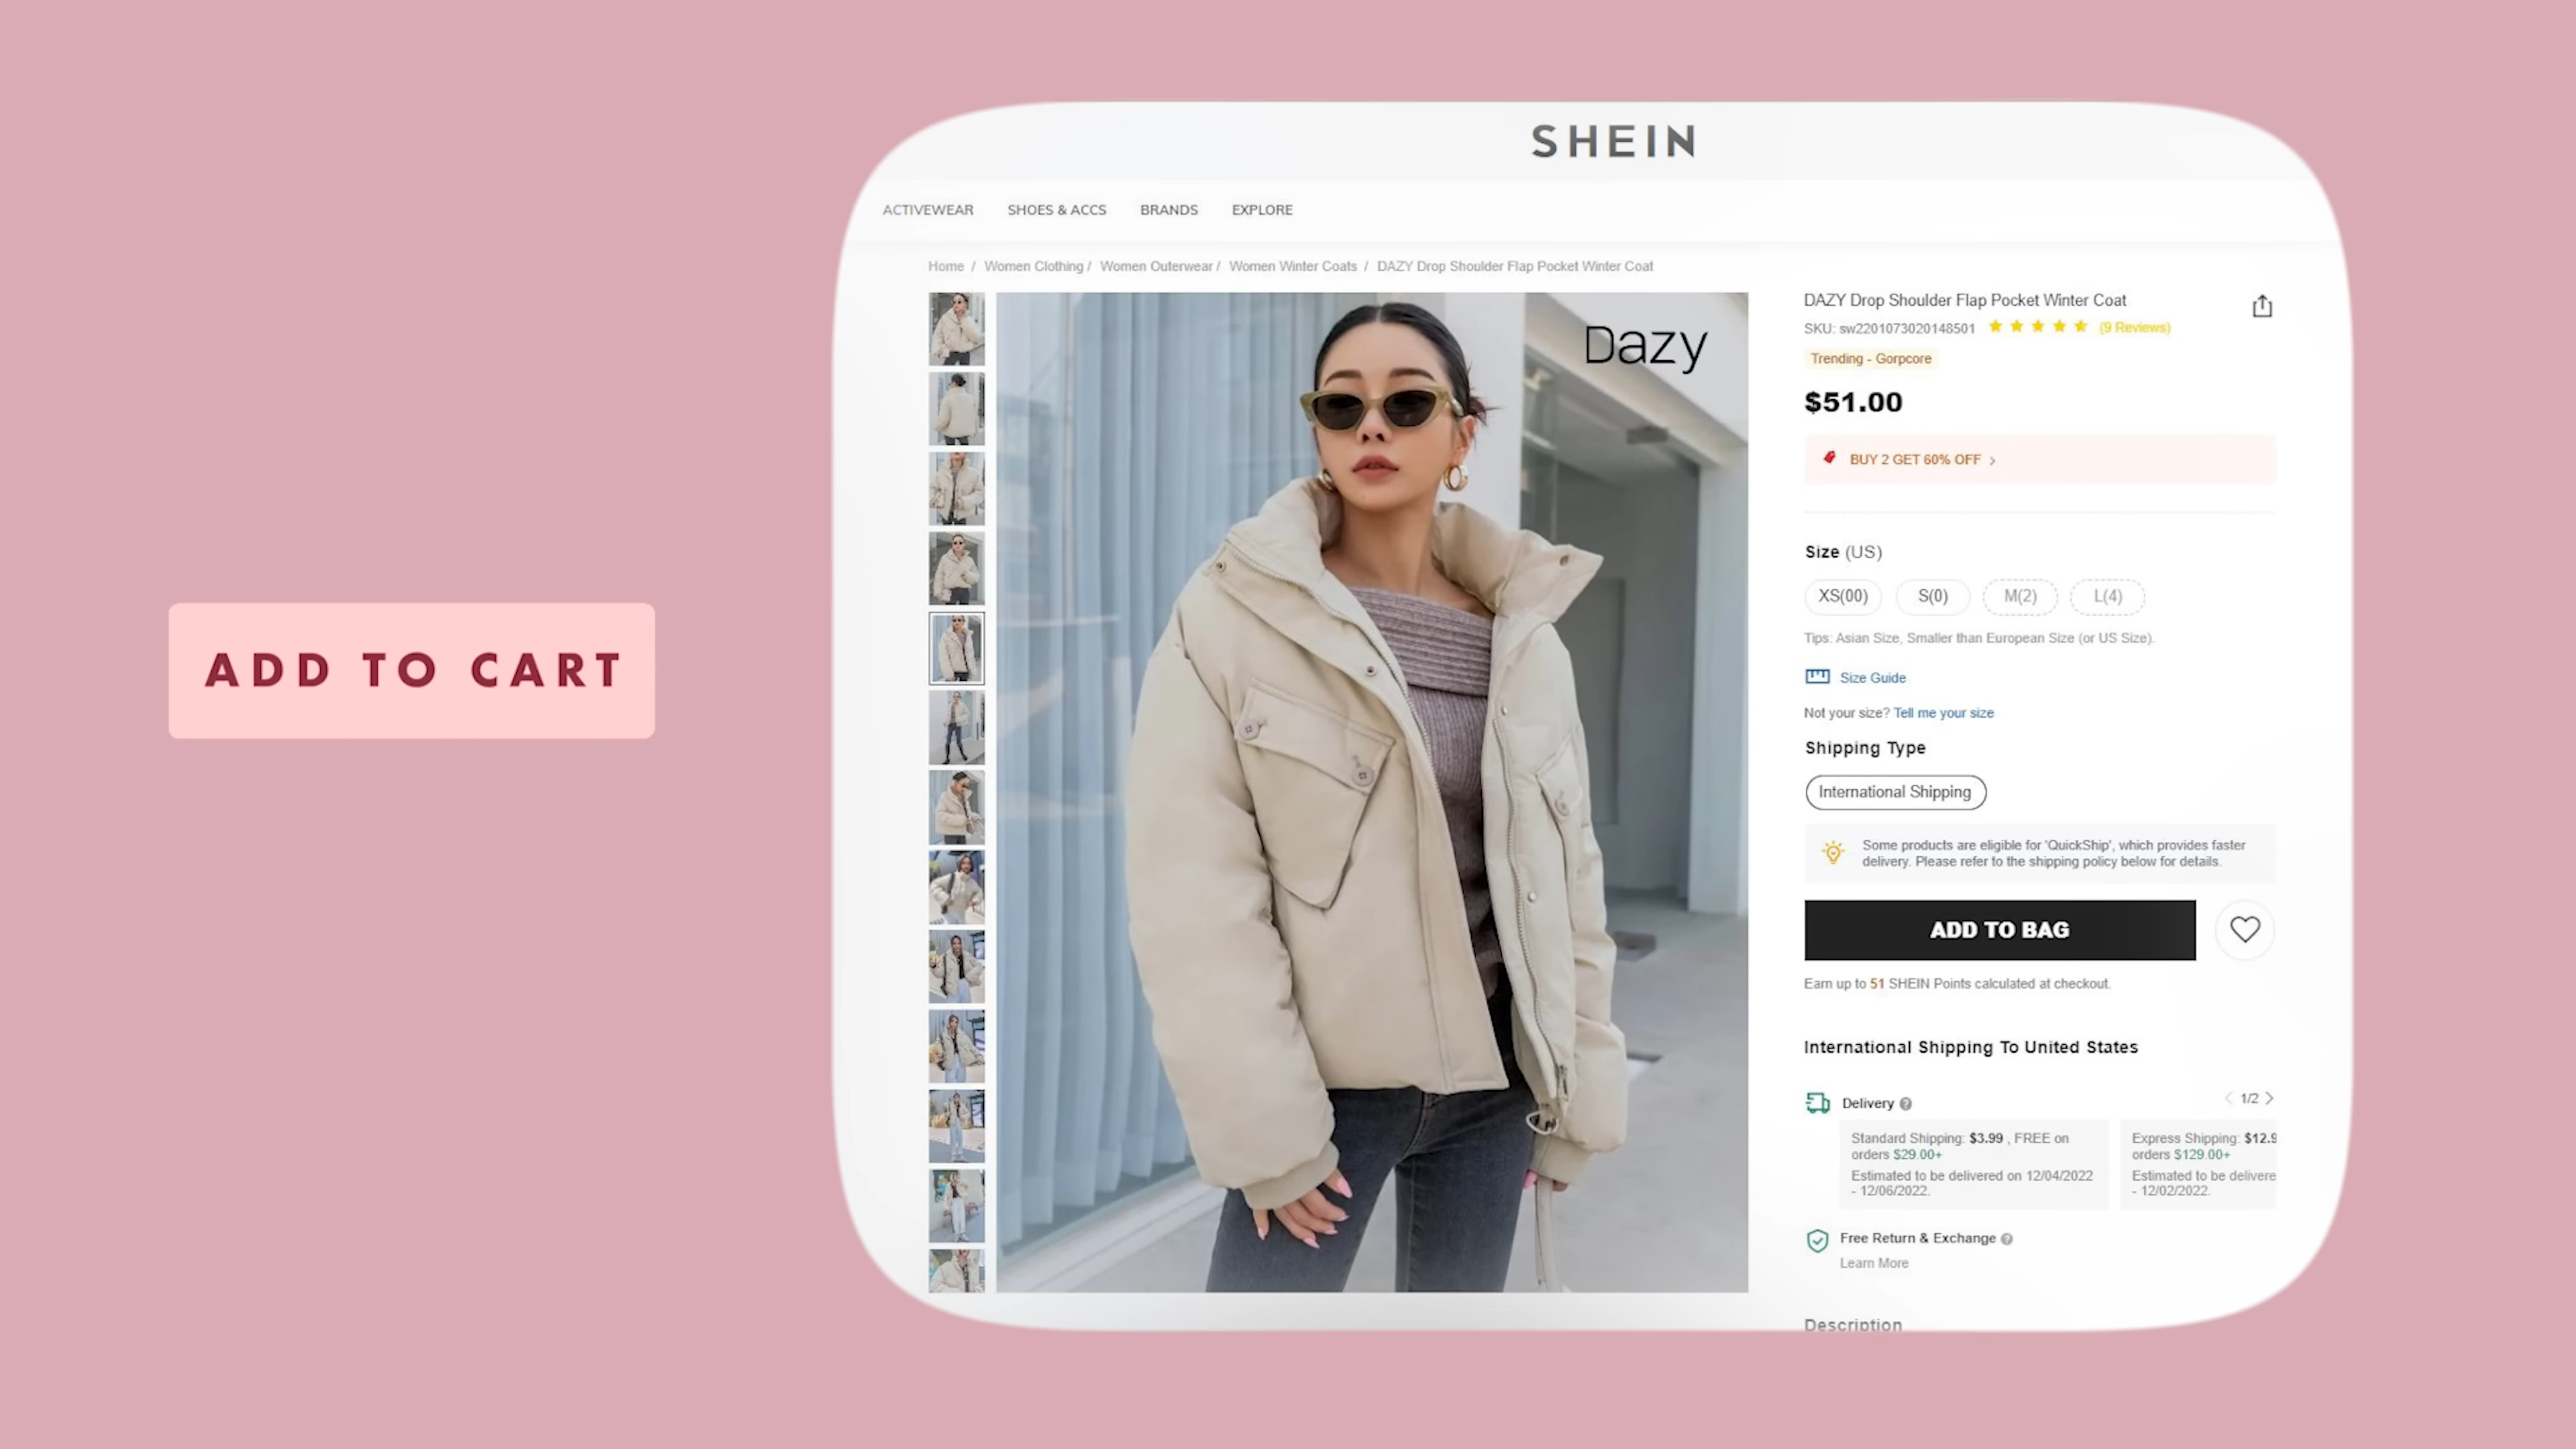 ADD TO CART
SHEIN
ACTIVEWEAR SHOES & ACCS BRANDS EXPLORE
Home / Women Clothing / Women Outerwear / Women Winter Coats / DAZY Drop Shoulder Flap Pocket Winter Coat
Dazy
DAZY Drop Shoulder Flap Pocket Winter Coat
SKU: sw2201073020148501 (9 Reviews)
Trending - Gorpcore
$51.00
BUY 2 GET 60% OFF >
Size (US)
XS(00) S(0) M(2) L(4)
Tips: Asian Size, Smaller than European Size (or US Size).
Size Guide
Not your size? Tell me your size
Shipping Type
International Shipping
Some products are eligible for 'QuickShip', which provides faster
delivery. Please refer to the shipping policy below for details.
ADD TO BAG
Earn up to 51 SHEIN Points calculated at checkout.
International Shipping To United States
Delivery ? < 1/2 >
Standard Shipping: $3.99 , FREE on
orders $29.00+
Estimated to be delivered on 12/04/2022
- 12/06/2022.
Express Shipping: $12.9
orders $129.00+
Estimated to be delivere
- 12/02/2022.
Free Return & Exchange ?
Learn More
Description